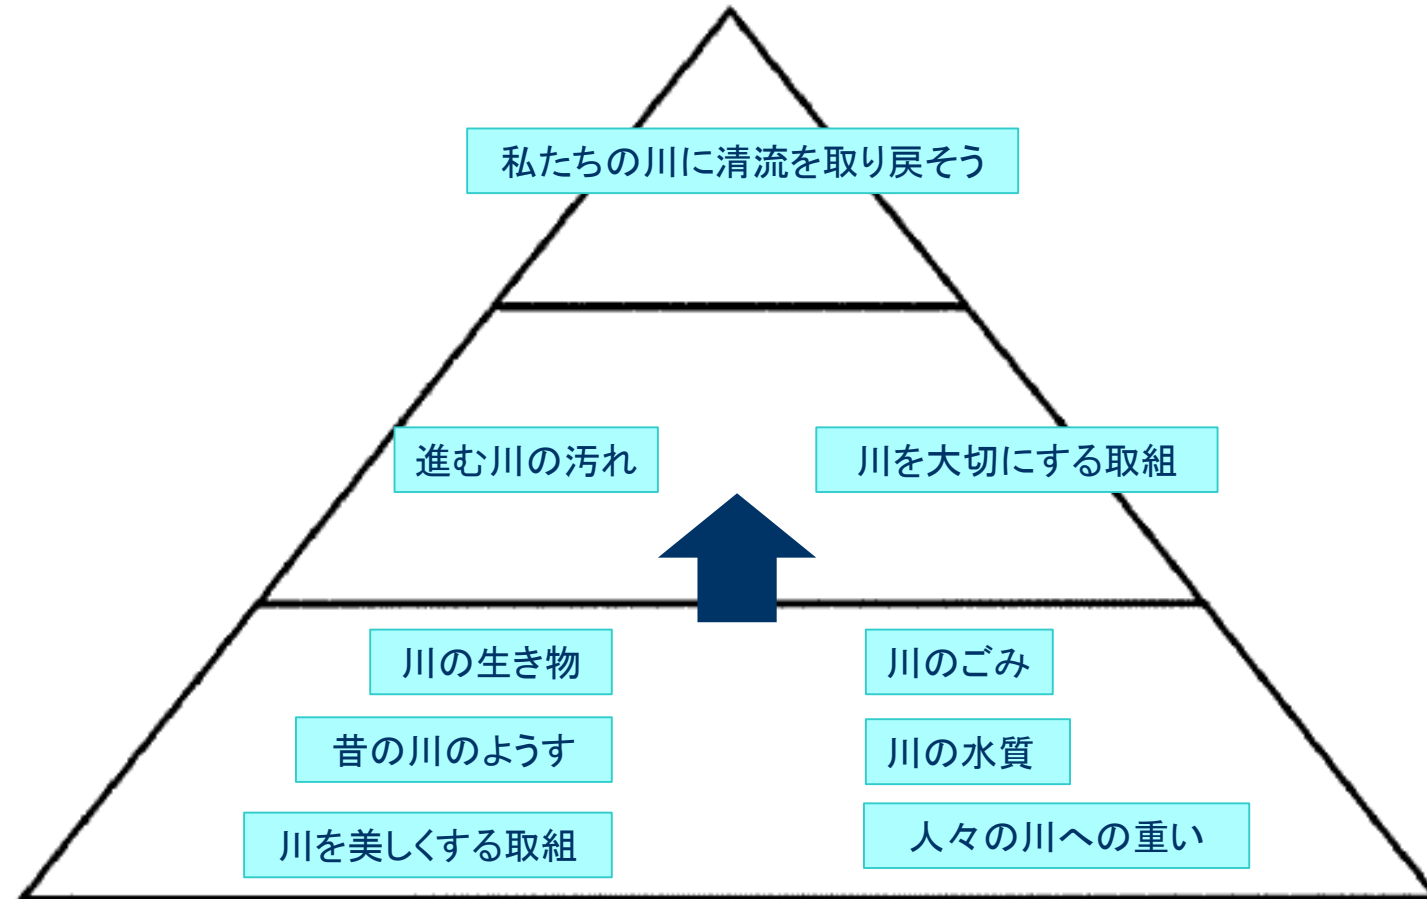 私たちの川に清流を取り戻そう
進む川の汚れ
川を大切にする取組
川の生き物
川のごみ
昔の川のようす
川の水質
川を美しくする取組
人々の川への重い